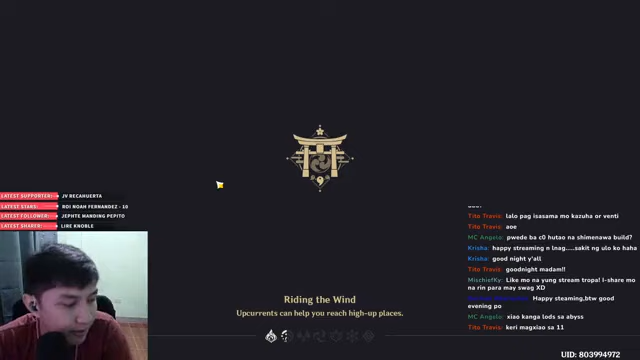 LATEST SUPPORTER: JV RECAHUERTA
LATEST STARS: ROI NOAH FERNANDEZ - 10
LATEST FOLLOWER: JEPHTE MANDING PEPITO
LATEST SHARER: LIRE KNOBLE
Tito Travis: lalo pag isasama mo kazuha or venti
Tito Travis: aoe
MC Angelo: pwede ba c0 hutao na shimenawa build?
Krisha: happy streaming n lnag.....sakit ng ulo ko haha
Krisha: good night y'all
Tito Travis: goodnight madam!!
MischiefKy: Like mo na yung stream tropa! I-share mo
na rin para may swag XD
Happy steaming,btw good
evening po
MC Angelo: xiao kanga lods sa abyss
Tito Travis: keri magxiao sa 11
Riding the Wind
Upcurrents can help you reach high-up places.
UID: 803994972